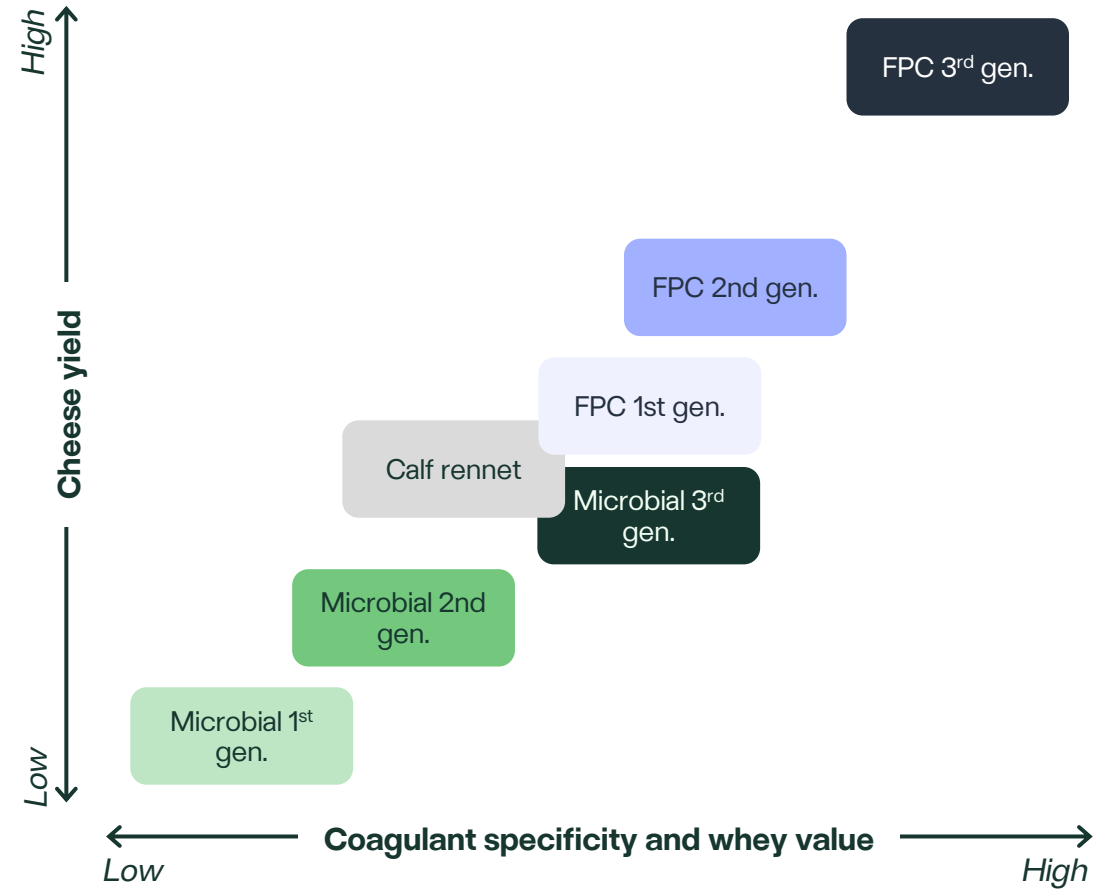 High
FPC 3rd gen.
FPC 2nd gen.
Cheese yield
FPC 1st gen.
Calf rennet
Microbial 3rd
gen.
Microbial 2nd
gen.
Microbial 1st
gen.
Low
Coagulant specificity and whey value
Low
High